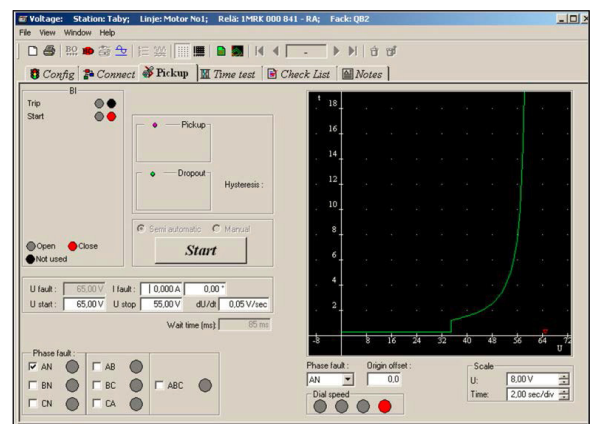 Voltage: Station: Taby; Linje: Motor No1; Relä: 1MRK 000 841 - RA; Fack: QB2
File View Window Help
Config Connect Pickup Time test Check List Notes
BI
Trip
Start
Open Close
Not used
Pickup
Dropout
Hysteresis :
Semi automatic Manual
Start
U fault : 65,00 V I fault : 0,000 A 0,00 °
U start : 65,00 V U stop 55,00 V dU/dt 0,05 V/sec
Wait time (ms): 85 ms
Phase fault :
AN AB
BN BC ABC
CN CA
t
18
16
14
12
10
8
6
4
2
-8 8 16 24 32 40 48 56 64 72
U
Phase fault : Origin offset :
AN 0,0
Dial speed
Scale
U: 8,00 V
Time: 2,00 sec/div